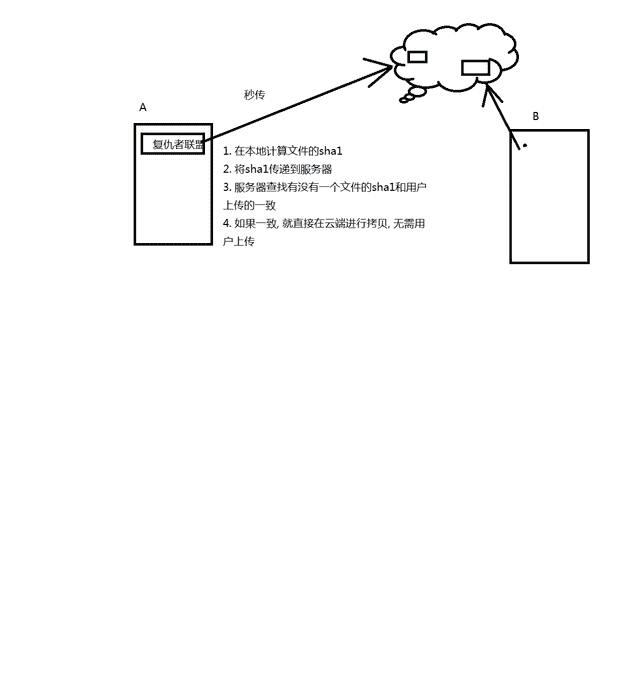 秒传
A
B
复仇者联盟
1. 在本地计算文件的sha1
2. 将sha1传递到服务器
3. 服务器查找有没有一个文件的sha1和用户
上传的一致
4. 如果一致, 就直接在云端进行拷贝, 无需用
户上传